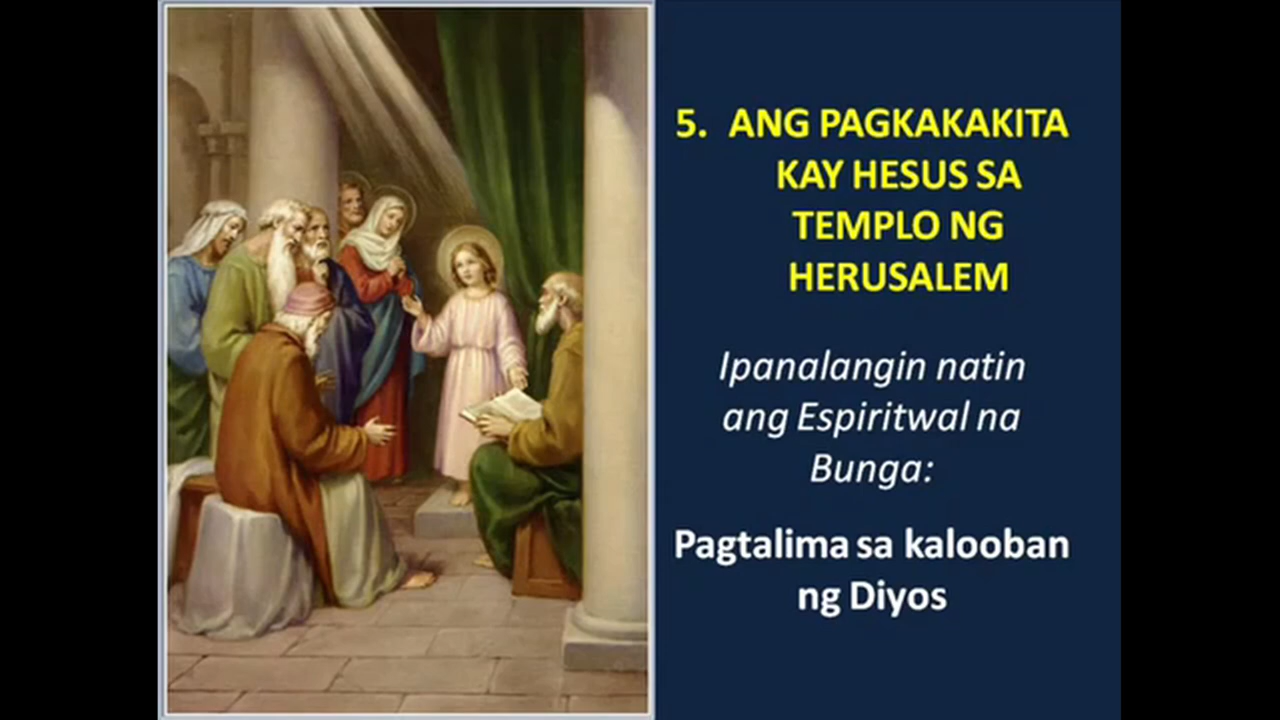 5. ANG PAGKAKAKITA
KAY HESUS SA
TEMPLO NG
HERUSALEM
Ipanalangin natin
ang Espiritwal na
Bunga:
Pagtalima sa kalooban
ng Diyos